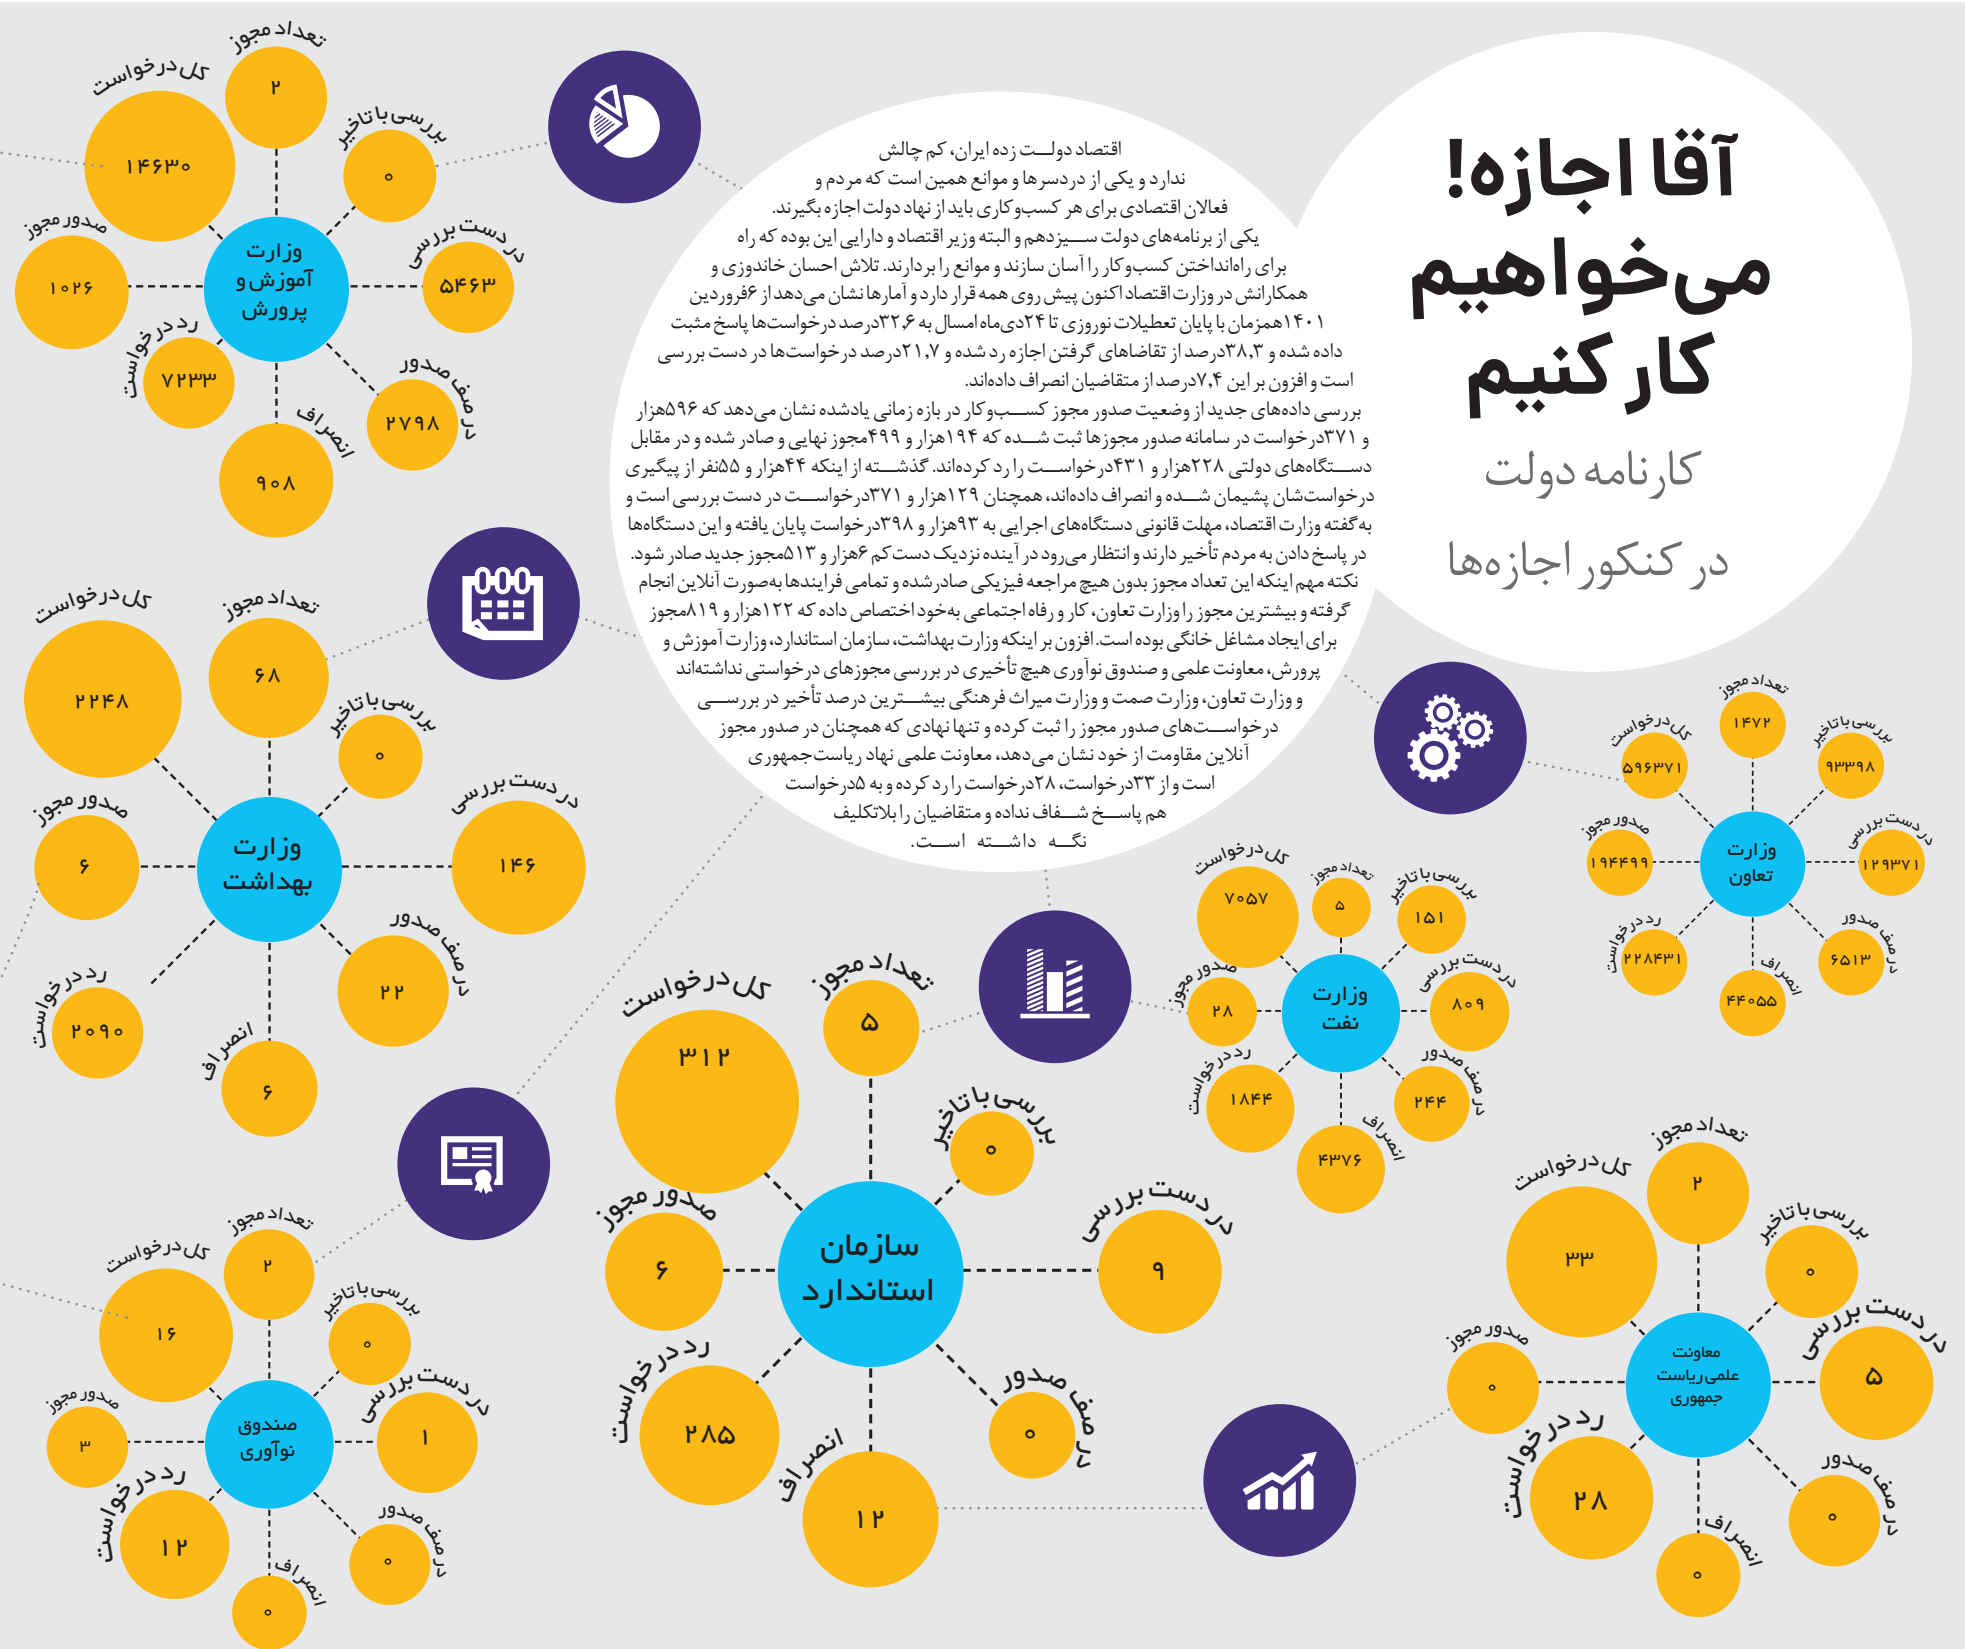 آقا اجازه!
می‌خواهیم
کار کنیم
کارنامه دولت
در کنکور اجازه‌ها
اقتصاد دولت زده ایران، کم چالش
ندارد و یکی از دردسرها و موانع همین است که مردم و
فعالان اقتصادی برای هر کسب‌وکاری باید از نهاد دولت اجازه بگیرند.
یکی از برنامه‌های دولت سیزدهم و البته وزیر اقتصاد و دارایی این بوده که راه
برای راه‌انداختن کسب‌وکار را آسان سازند و موانع را بردارند. تلاش احسان خاندوزی و
همکارانش در وزارت اقتصاد اکنون پیش روی همه قرار دارد و آمارها نشان می‌دهد از ۶فروردین
۱۴۰۱همزمان با پایان تعطیلات نوروزی تا ۲۴دی‌ماه امسال به ۳۲٫۶درصد درخواست‌ها پاسخ مثبت
داده شده و ۳۸٫۳درصد از تقاضاهای گرفتن اجازه رد شده و ۲۱٫۷درصد درخواست‌ها در دست بررسی
است و افزون بر این ۷٫۴درصد از متقاضیان انصراف داده‌اند.
بررسی داده‌های جدید از وضعیت صدور مجوز کسب‌وکار در بازه زمانی یادشده نشان می‌دهد که ۵۹۶هزار
و ۳۷۱درخواست در سامانه صدور مجوزها ثبت شده که ۱۹۴هزار و ۴۹۹مجوز نهایی و صادر شده و در مقابل
دستگاه‌های دولتی ۲۲۸هزار و ۴۳۱درخواست را رد کرده‌اند. گذشته از اینکه ۴۴هزار و ۵۵نفر از پیگیری
درخواست‌شان پشیمان شده و انصراف داده‌اند، همچنان ۱۲۹هزار و ۳۷۱درخواست در دست بررسی است و
به‌گفته وزارت اقتصاد، مهلت قانونی دستگاه‌های اجرایی به ۹۳هزار و ۳۹۸درخواست پایان یافته و این دستگاه‌ها
در پاسخ دادن به مردم تأخیر دارند و انتظار می‌رود در آینده نزدیک دست‌کم ۶هزار و ۵۱۳مجوز جدید صادر شود.
نکته مهم اینکه این تعداد مجوز بدون هیچ مراجعه فیزیکی صادرشده و تمامی فرایندها به‌صورت آنلاین انجام
گرفته و بیشترین مجوز را وزارت تعاون، کار و رفاه اجتماعی به‌خود اختصاص داده که ۱۲۲هزار و ۸۱۹مجوز
برای ایجاد مشاغل خانگی بوده است. افزون بر اینکه وزارت بهداشت، سازمان استاندارد، وزارت آموزش و
پرورش، معاونت علمی و صندوق نوآوری هیچ تأخیری در بررسی مجوزهای درخواستی نداشته‌اند
و وزارت تعاون، وزارت صمت و وزارت میراث فرهنگی بیشترین درصد تأخیر در بررسی
درخواست‌های صدور مجوز را ثبت کرده و تنها نهادی که همچنان در صدور مجوز
آنلاین مقاومت از خود نشان می‌دهد، معاونت علمی نهاد ریاست‌جمهوری
است و از ۳۳درخواست، ۲۸درخواست را رد کرده و به ۵درخواست
هم پاسخ شفاف نداده و متقاضیان را بلاتکلیف
نگه داشته است.
وزارت
تعاون
تعداد مجوز
۱۴۷۲
بررسی با تاخیر
۹۳۳۹۸
در دست بررسی
۱۲۹۳۷۱
در صف صدور
۶۵۱۳
انصراف
۴۴۰۵۵
رد درخواست
۲۲۸۴۳۱
صدور مجوز
۱۹۴۴۹۹
کل درخواست
۵۹۶۳۷۱
وزارت
نفت
تعداد مجوز
۵
بررسی با تاخیر
۱۵۱
در دست بررسی
۸۰۹
در صف صدور
۲۴۴
انصراف
۴۳۷۶
رد درخواست
۱۸۴۴
صدور مجوز
۲۸
کل درخواست
۷۰۵۷
معاونت
علمی ریاست
جمهوری
تعداد مجوز
۲
بررسی با تاخیر
۰
در دست بررسی
۵
در صف صدور
۰
انصراف
۰
رد درخواست
۲۸
صدور مجوز
۰
کل درخواست
۳۳
سازمان
استاندارد
تعداد مجوز
۵
بررسی با تاخیر
۰
در دست بررسی
۹
در صف صدور
۰
انصراف
۱۲
رد درخواست
۲۸۵
صدور مجوز
۶
کل درخواست
۳۱۲
وزارت
آموزش و
پرورش
تعداد مجوز
۲
بررسی با تاخیر
۰
در دست بررسی
۵۴۶۳
در صف صدور
۲۷۹۸
انصراف
۹۰۸
رد درخواست
۷۲۳۳
صدور مجوز
۱۰۲۶
کل درخواست
۱۴۶۳۰
وزارت
بهداشت
تعداد مجوز
۶۸
بررسی با تاخیر
۰
در دست بررسی
۱۴۶
در صف صدور
۲۲
انصراف
۶
رد درخواست
۲۰۹۰
صدور مجوز
۶
کل درخواست
۲۲۴۸
صندوق
نوآوری
تعداد مجوز
۲
بررسی با تاخیر
۰
در دست بررسی
۱
در صف صدور
۰
انصراف
۰
رد درخواست
۱۲
صدور مجوز
۳
کل درخواست
۱۶